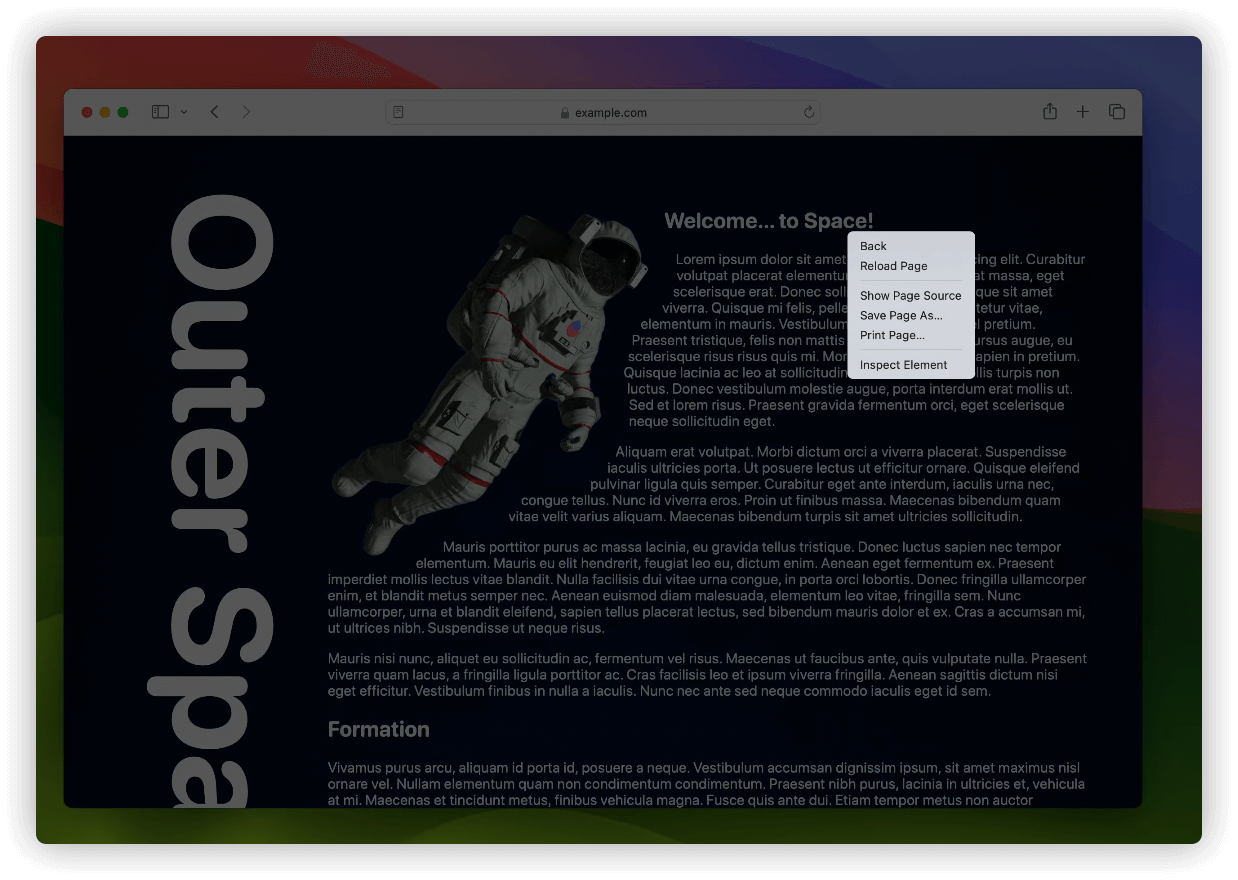 example.com
Outer Spa
Welcome... to Space!
Back
Reload Page
Show Page Source
Save Page As...
Print Page...
Inspect Element
Lorem ipsum dolor sit amet cing elit. Curabitur
volutpat placerat elementu at massa, eget
scelerisque erat. Donec soll que sit amet
viverra. Quisque mi felis, pelle tetur vitae,
elementum in mauris. Vestibulum l pretium.
Praesent tristique, felis non mattis ursus augue, eu
scelerisque risus risus quis mi. Mor apien in pretium.
Quisque lacinia ac leo at sollicitudin llis turpis non
luctus. Donec vestibulum molestie augue, porta interdum erat mollis ut.
Sed et lorem risus. Praesent gravida fermentum orci, eget scelerisque
neque sollicitudin eget.
Aliquam erat volutpat. Morbi dictum orci a viverra placerat. Suspendisse
iaculis ultricies porta. Ut posuere lectus ut efficitur ornare. Quisque eleifend
pulvinar ligula quis semper. Curabitur eget ante interdum, iaculis urna nec,
congue tellus. Nunc id viverra eros. Proin ut finibus massa. Maecenas bibendum quam
vitae velit varius aliquam. Maecenas bibendum turpis sit amet ultricies sollicitudin.
Mauris porttitor purus ac massa lacinia, eu gravida tellus tristique. Donec luctus sapien nec tempor
elementum. Mauris eu elit hendrerit, feugiat leo eu, dictum enim. Aenean eget fermentum ex. Praesent
imperdiet mollis lectus vitae blandit. Nulla facilisis dui vitae urna congue, in porta orci lobortis. Donec fringilla ullamcorper
enim, et blandit metus semper nec. Aenean euismod diam malesuada, elementum leo vitae, fringilla sem. Nunc
ullamcorper, urna et blandit eleifend, sapien tellus placerat lectus, sed bibendum mauris dolor et ex. Cras a accumsan mi,
ut ultrices nibh. Suspendisse ut neque risus.
Mauris nisi nunc, aliquet eu sollicitudin ac, fermentum vel risus. Maecenas ut faucibus ante, quis vulputate nulla. Praesent
viverra quam lacus, a fringilla ligula porttitor ac. Cras facilisis leo et ipsum viverra fringilla. Aenean sagittis dictum nisi
eget efficitur. Vestibulum finibus in nulla a iaculis. Nunc nec ante sed neque commodo iaculis eget id sem.
Formation
Vivamus purus arcu, aliquam id porta id, posuere a neque. Vestibulum accumsan dignissim ipsum, sit amet maximus nisl
ornare vel. Nullam elementum quam non condimentum condimentum. Praesent nibh purus, lacinia in ultricies et, vehicula
at mi. Maecenas et tincidunt metus, finibus vehicula magna. Fusce quis ante dui. Etiam tempor metus non auctor